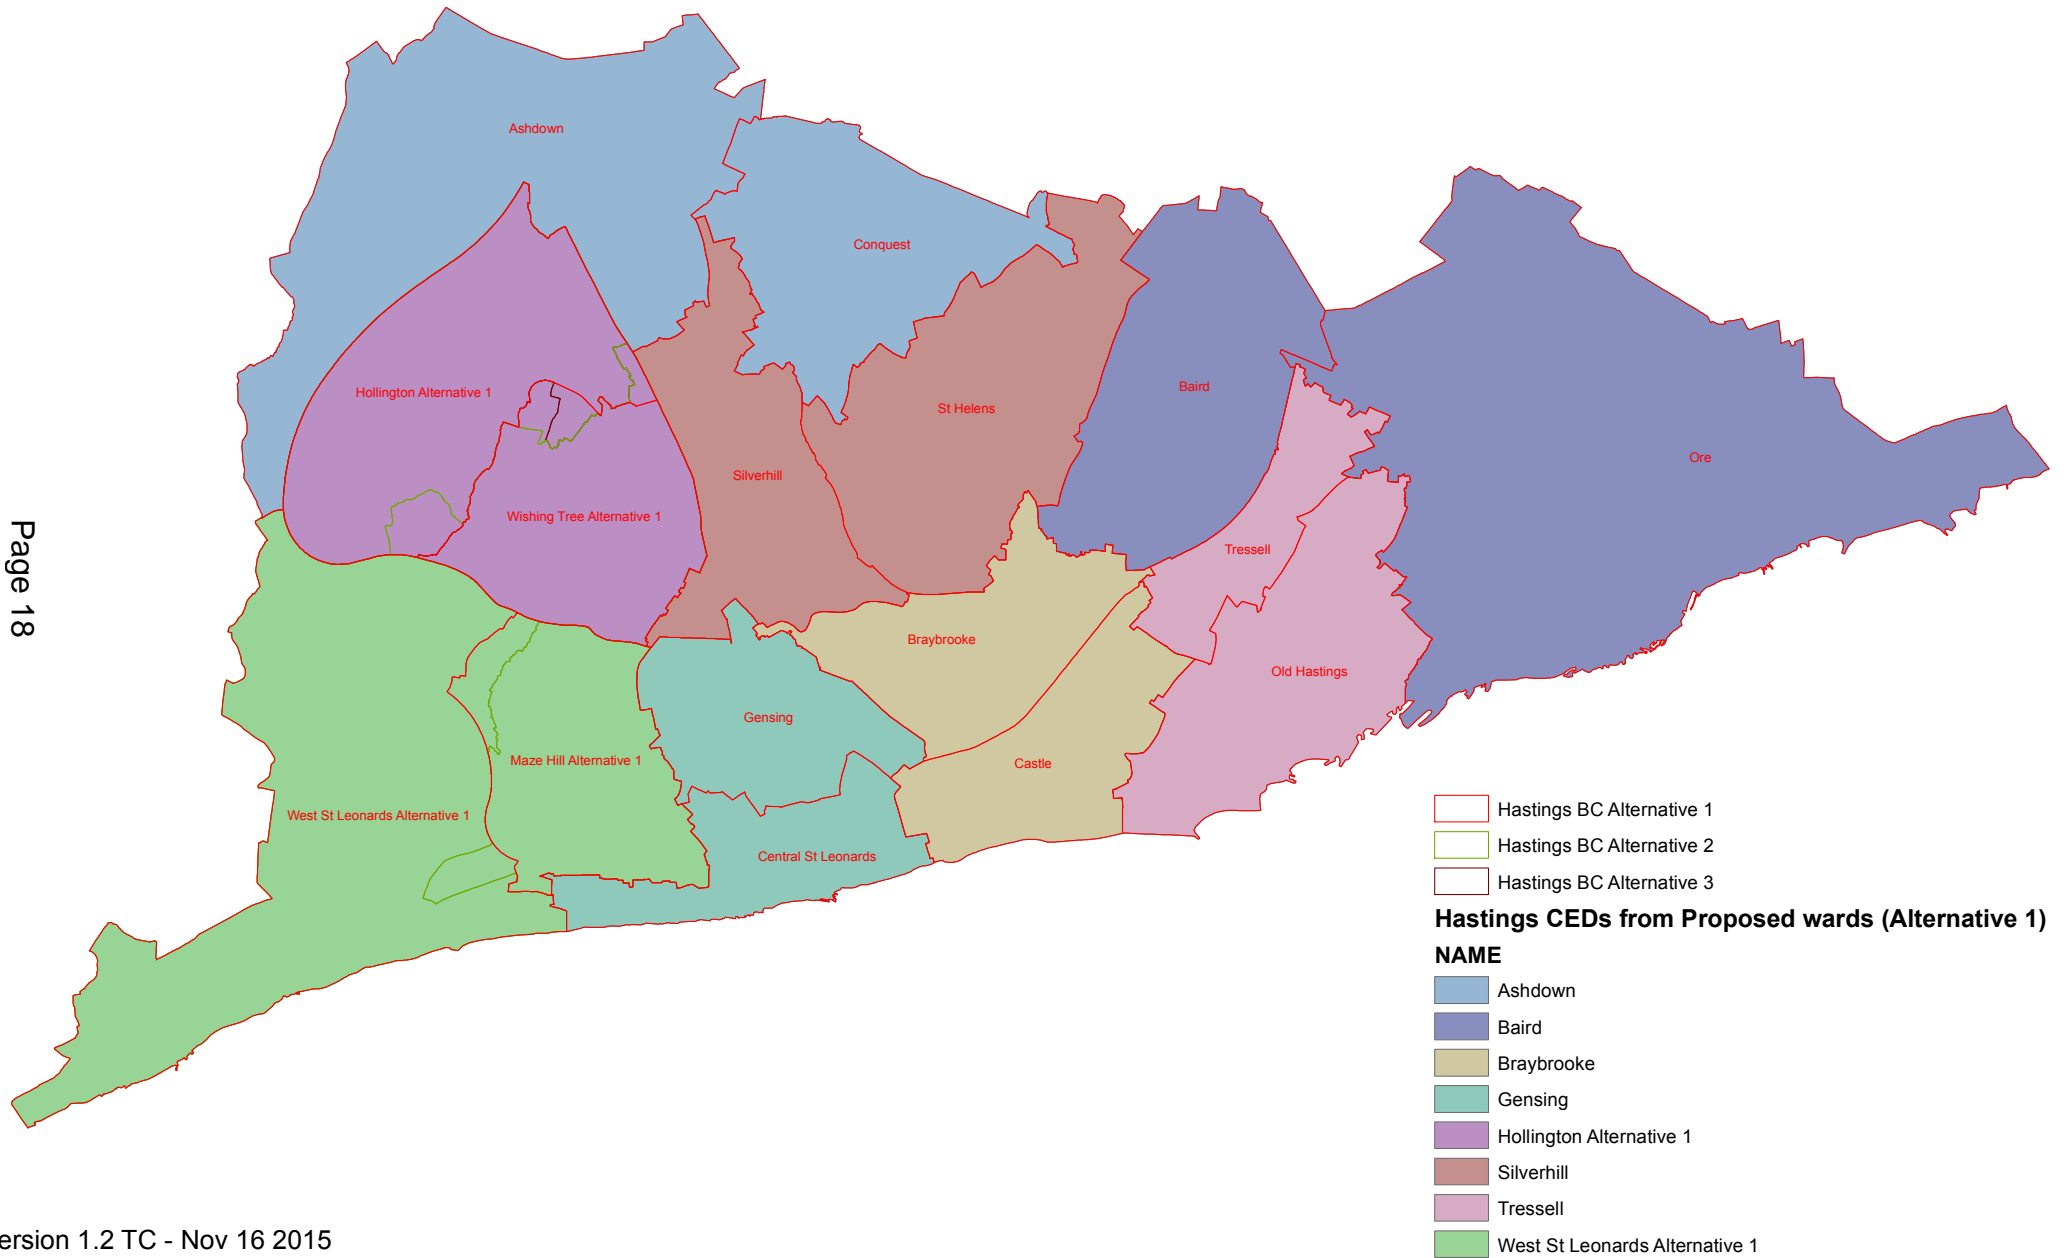 Ashdown
Conquest
Hollington Alternative 1
Baird
St Helens
Ore
Silverhill
Wishing Tree Alternative 1
Tressell
Braybrooke
Old Hastings
Gensing
Maze Hill Alternative 1
Castle
West St Leonards Alternative 1
Central St Leonards
Page 18
Hastings BC Alternative 1
Hastings BC Alternative 2
Hastings BC Alternative 3
Hastings CEDs from Proposed wards (Alternative 1)
NAME
Ashdown
Baird
Braybrooke
Gensing
Hollington Alternative 1
Silverhill
Tressell
West St Leonards Alternative 1
ersion 1.2 TC - Nov 16 2015